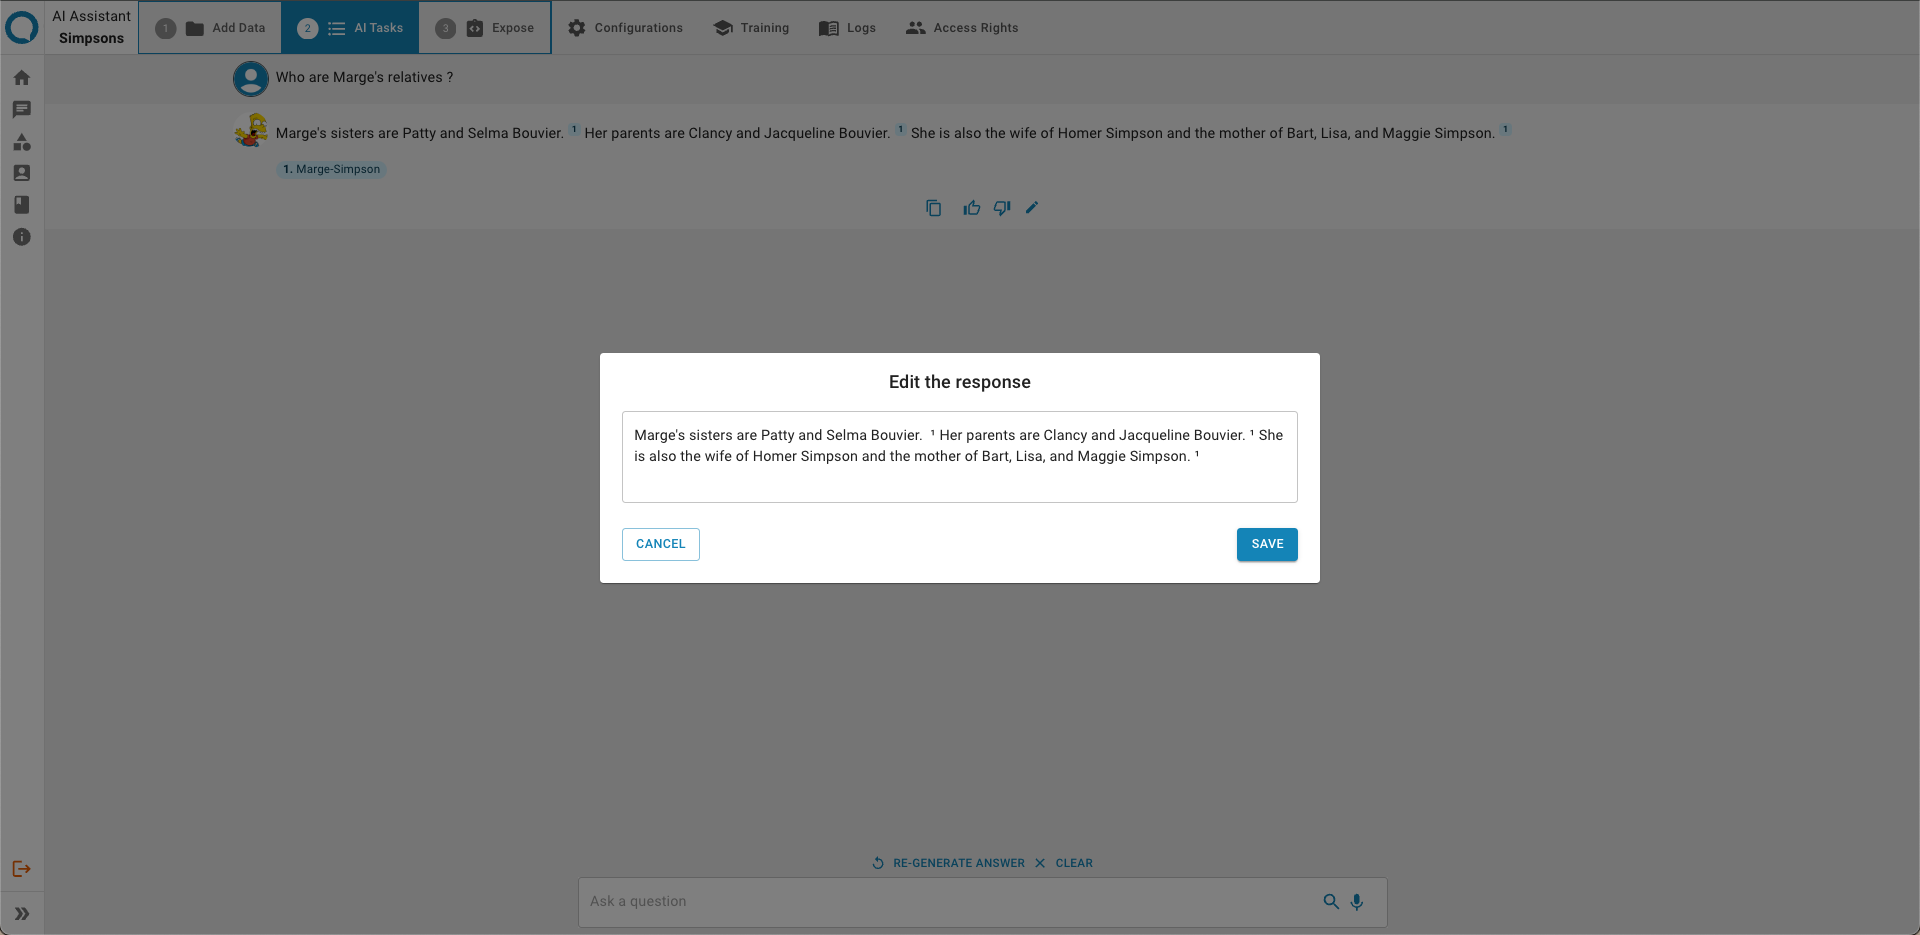 AI Assistant
Simpsons
1 Add Data
2 AI Tasks
3 Expose
Configurations
Training
Logs
Access Rights
Who are Marge's relatives ?
Marge's sisters are Patty and Selma Bouvier. 1 Her parents are Clancy and Jacqueline Bouvier. 1 She is also the wife of Homer Simpson and the mother of Bart, Lisa, and Maggie Simpson. 1
1. Marge-Simpson
Edit the response
Marge's sisters are Patty and Selma Bouvier.  ¹ Her parents are Clancy and Jacqueline Bouvier. ¹ She
is also the wife of Homer Simpson and the mother of Bart, Lisa, and Maggie Simpson. ¹
CANCEL
SAVE
RE-GENERATE ANSWER
CLEAR
Ask a question